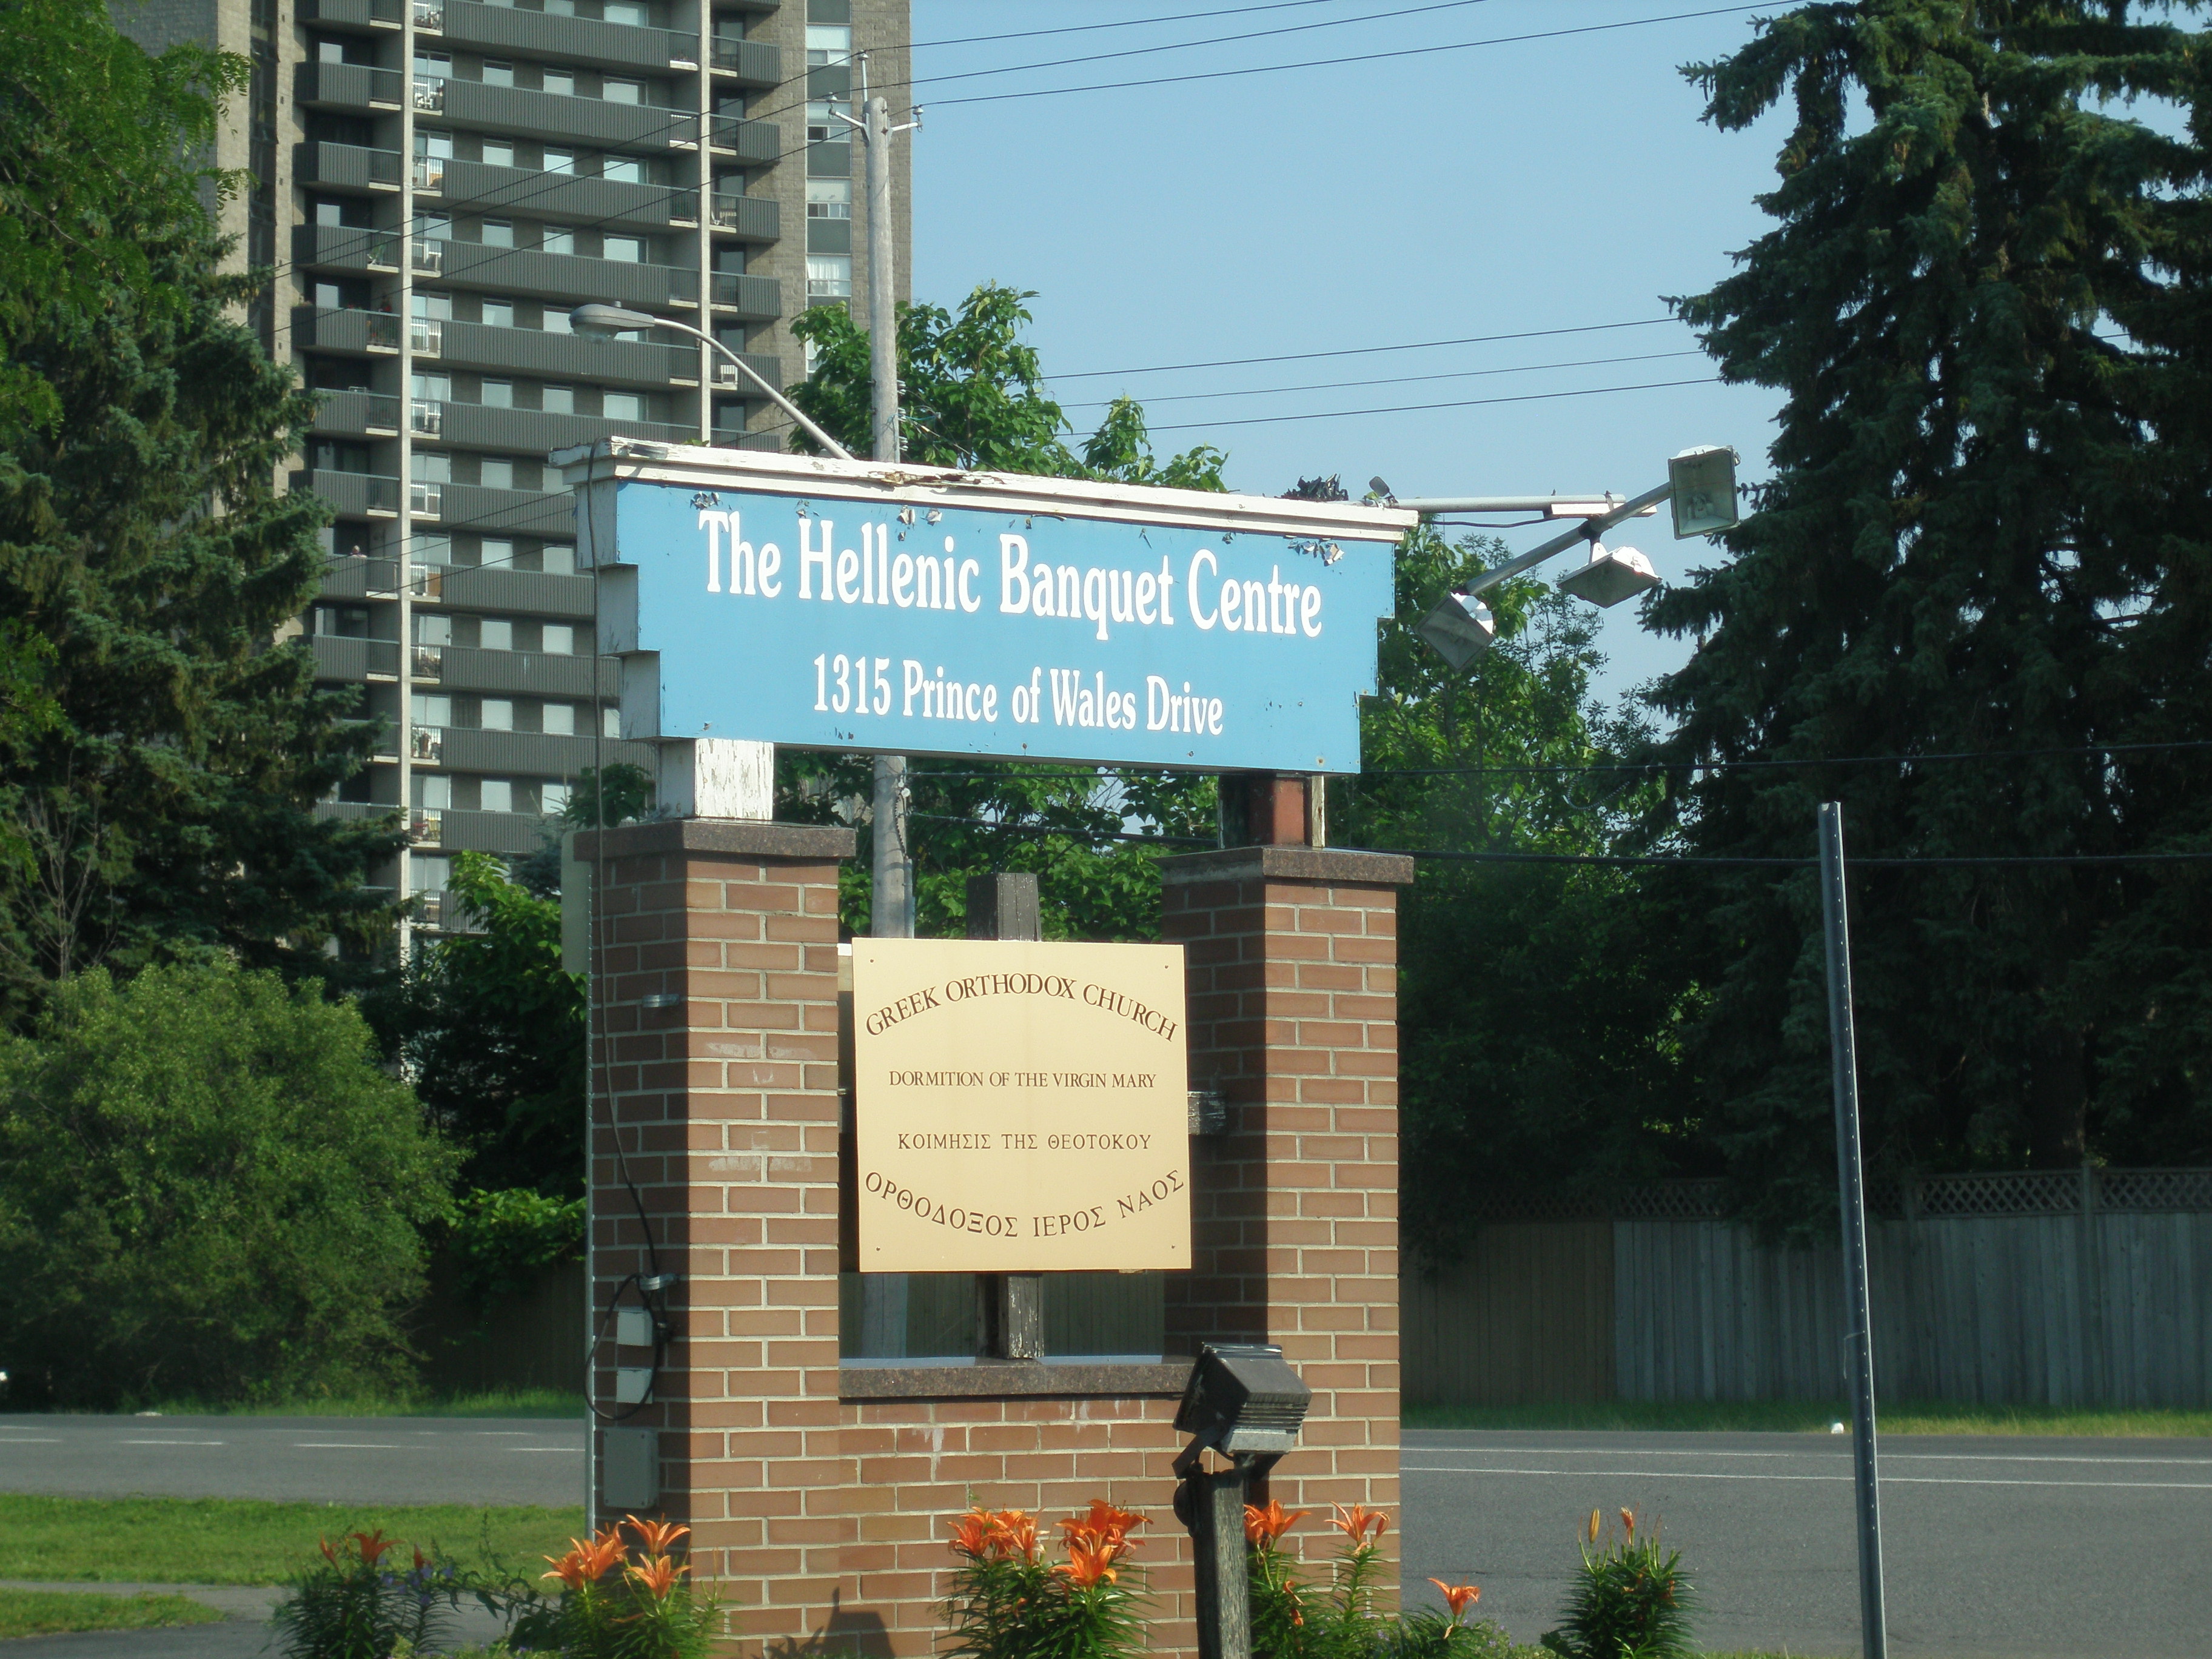 The Hellenic Banquet Centre
1315 Prince of Wales Drive
GREEK ORTHODOX CHURCH
DORMITION OF THE VIRGIN MARY
ΚΟΙΜΗΣΙΣ ΤΗΣ ΘΕΟΤΟΚΟΥ
ΟΡΘΟΔΟΞΟΣ ΙΕΡΟΣ ΝΑΟΣ